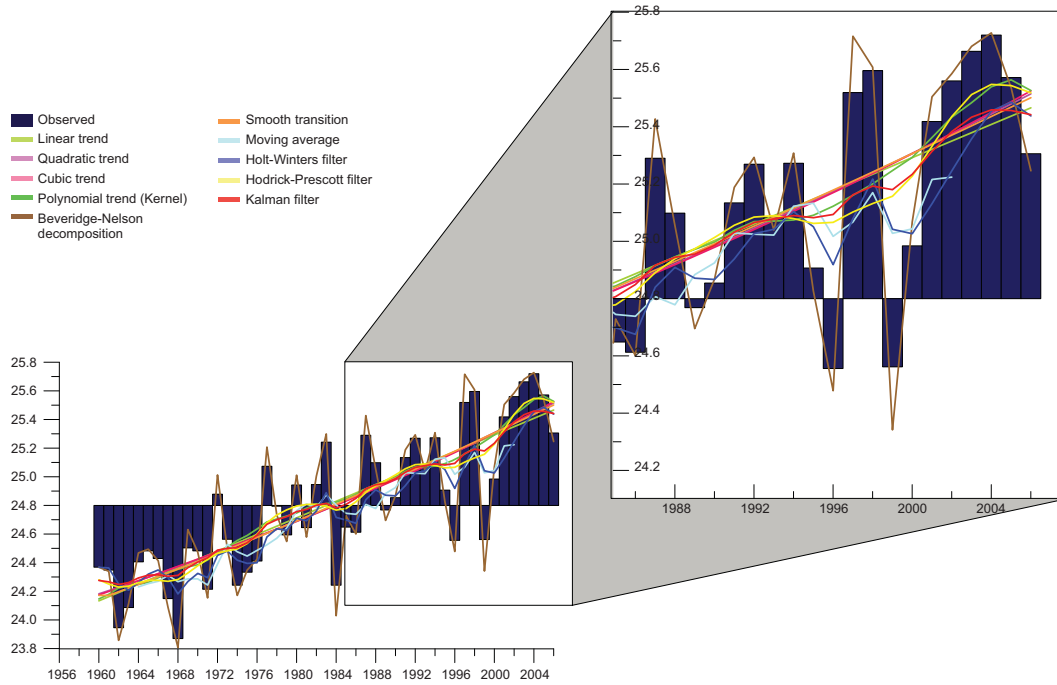 Observed
Linear trend
Quadratic trend
Cubic trend
Polynomial trend (Kernel)
Beveridge-Nelson
decomposition
Smooth transition
Moving average
Holt-Winters filter
Hodrick-Prescott filter
Kalman filter
25.8
25.6
25.4
24.6
24.4
24.2
1988 1992 1996 2000 2004
25.8
25.6
25.4
25.2
25.0
24.8
24.6
24.4
24.2
24.0
23.8
1956 1960 1964 1968 1972 1976 1980 1984 1988 1992 1996 2000 2004